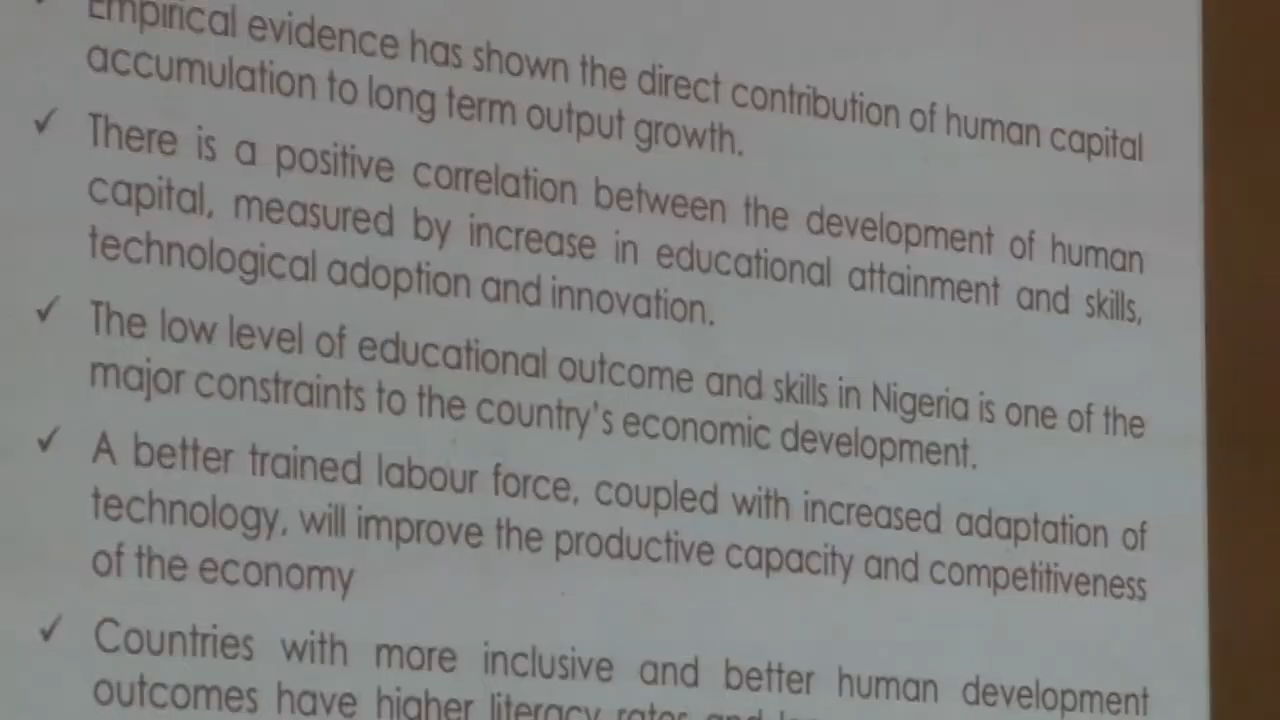 Empirical evidence has shown the direct contribution of human capital
accumulation to long term output growth.
✓ There is a positive correlation between the development of human
capital, measured by increase in educational attainment and skills,
technological adoption and innovation.
✓ The low level of educational outcome and skills in Nigeria is one of the
major constraints to the country's economic development.
✓ A better trained labour force, coupled with increased adaptation of
technology, will improve the productive capacity and competitiveness
of the economy
✓ Countries with more inclusive and better human development
outcomes have higher literacy rates and